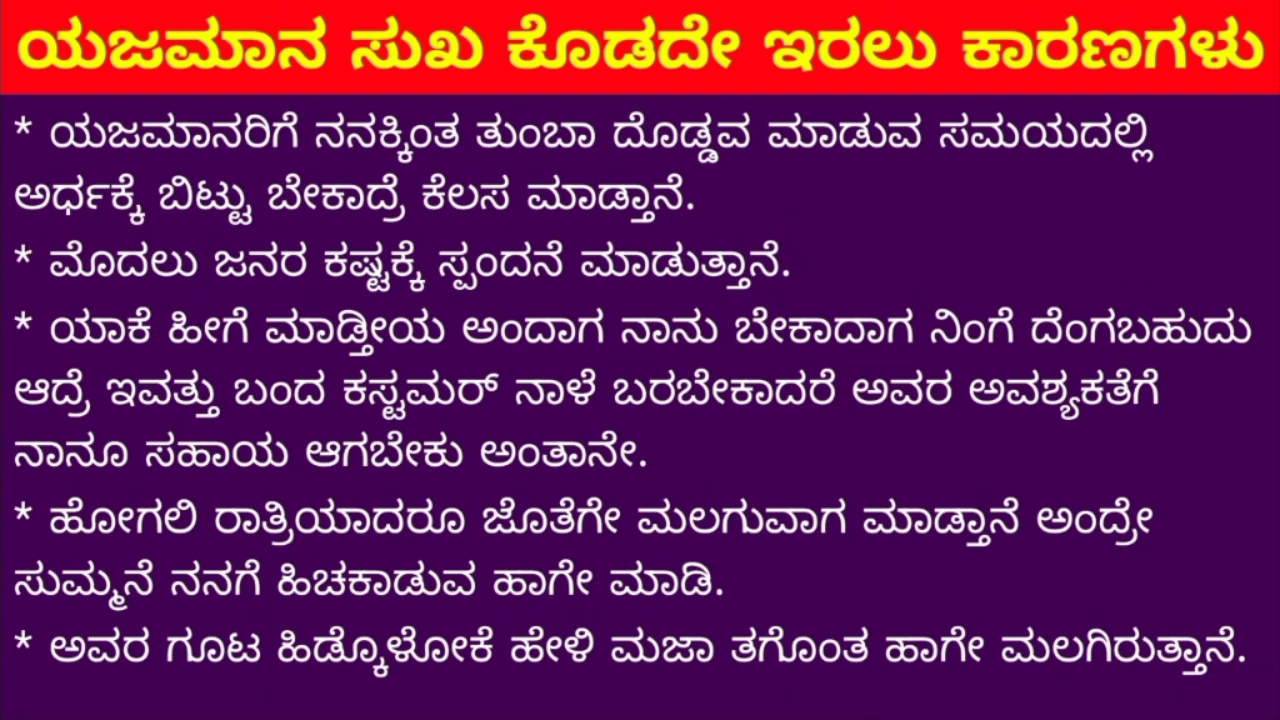 ಯಜಮಾನ ಸುಖ ಕೊಡದೇ ಇರಲು ಕಾರಣಗಳು
* ಯಜಮಾನರಿಗೆ ನನಕ್ಕಿಂತ ತುಂಬಾ ದೊಡ್ಡವ ಮಾಡುವ ಸಮಯದಲ್ಲಿ
ಅರ್ಧಕ್ಕೆ ಬಿಟ್ಟು ಬೇಕಾದ್ರೆ ಕೆಲಸ ಮಾಡ್ತಾನೆ.
* ಮೊದಲು ಜನರ ಕಷ್ಟಕ್ಕೆ ಸ್ಪಂದನೆ ಮಾಡುತ್ತಾನೆ.
* ಯಾಕೆ ಹೀಗೆ ಮಾಡ್ತೀಯ ಅಂದಾಗ ನಾನು ಬೇಕಾದಾಗ ನಿಂಗೆ ದೆಂಗಬಹುದು
ಆದ್ರೆ ಇವತ್ತು ಬಂದ ಕಸ್ಟಮರ್ ನಾಳೆ ಬರಬೇಕಾದರೆ ಅವರ ಅವಶ್ಯಕತೆಗೆ
ನಾನೂ ಸಹಾಯ ಆಗಬೇಕು ಅಂತಾನೇ.
* ಹೋಗಲಿ ರಾತ್ರಿಯಾದರೂ ಜೊತೆಗೇ ಮಲಗುವಾಗ ಮಾಡ್ತಾನೆ ಅಂದ್ರೇ
ಸುಮ್ಮನೆ ನನಗೆ ಹಿಚಕಾಡುವ ಹಾಗೇ ಮಾಡಿ.
* ಅವರ ಗೂಟ ಹಿಡ್ಕೊಳೋಕೆ ಹೇಳಿ ಮಜಾ ತಗೊಂತ ಹಾಗೇ ಮಲಗಿರುತ್ತಾನೆ.